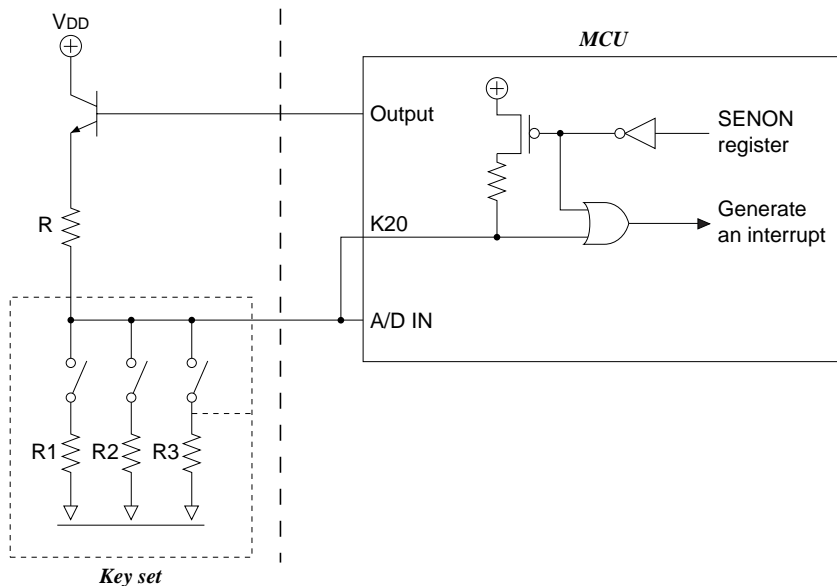 VDD
MCU
Output
SENON
register
R
K20
Generate
an interrupt
A/D IN
R1
R2
R3
Key set